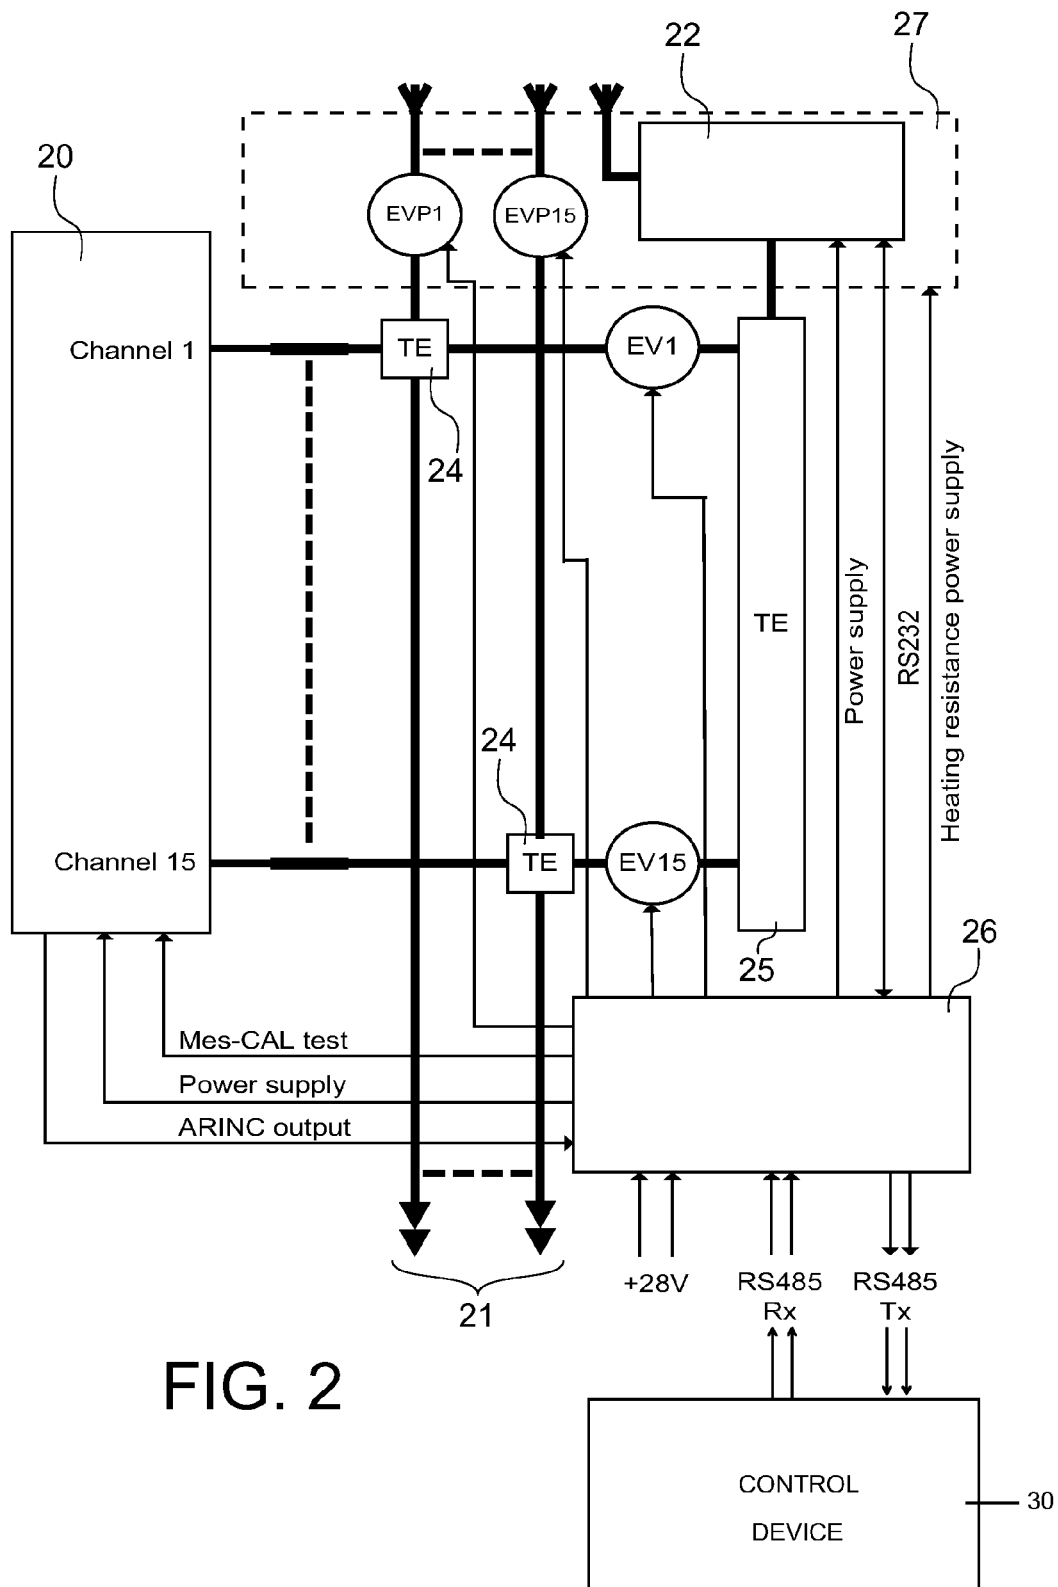 27
22
20
EVP1
EVP15
Channel 1
TE
EV1
24
Power supply
RS232
Heating resistance power supply
TE
24
Channel 15
TE
EV15
25
26
Mes-CAL test
Power supply
ARINC output
+28V
RS485
Rx
RS485
Tx
21
FIG. 2
CONTROL
DEVICE
30